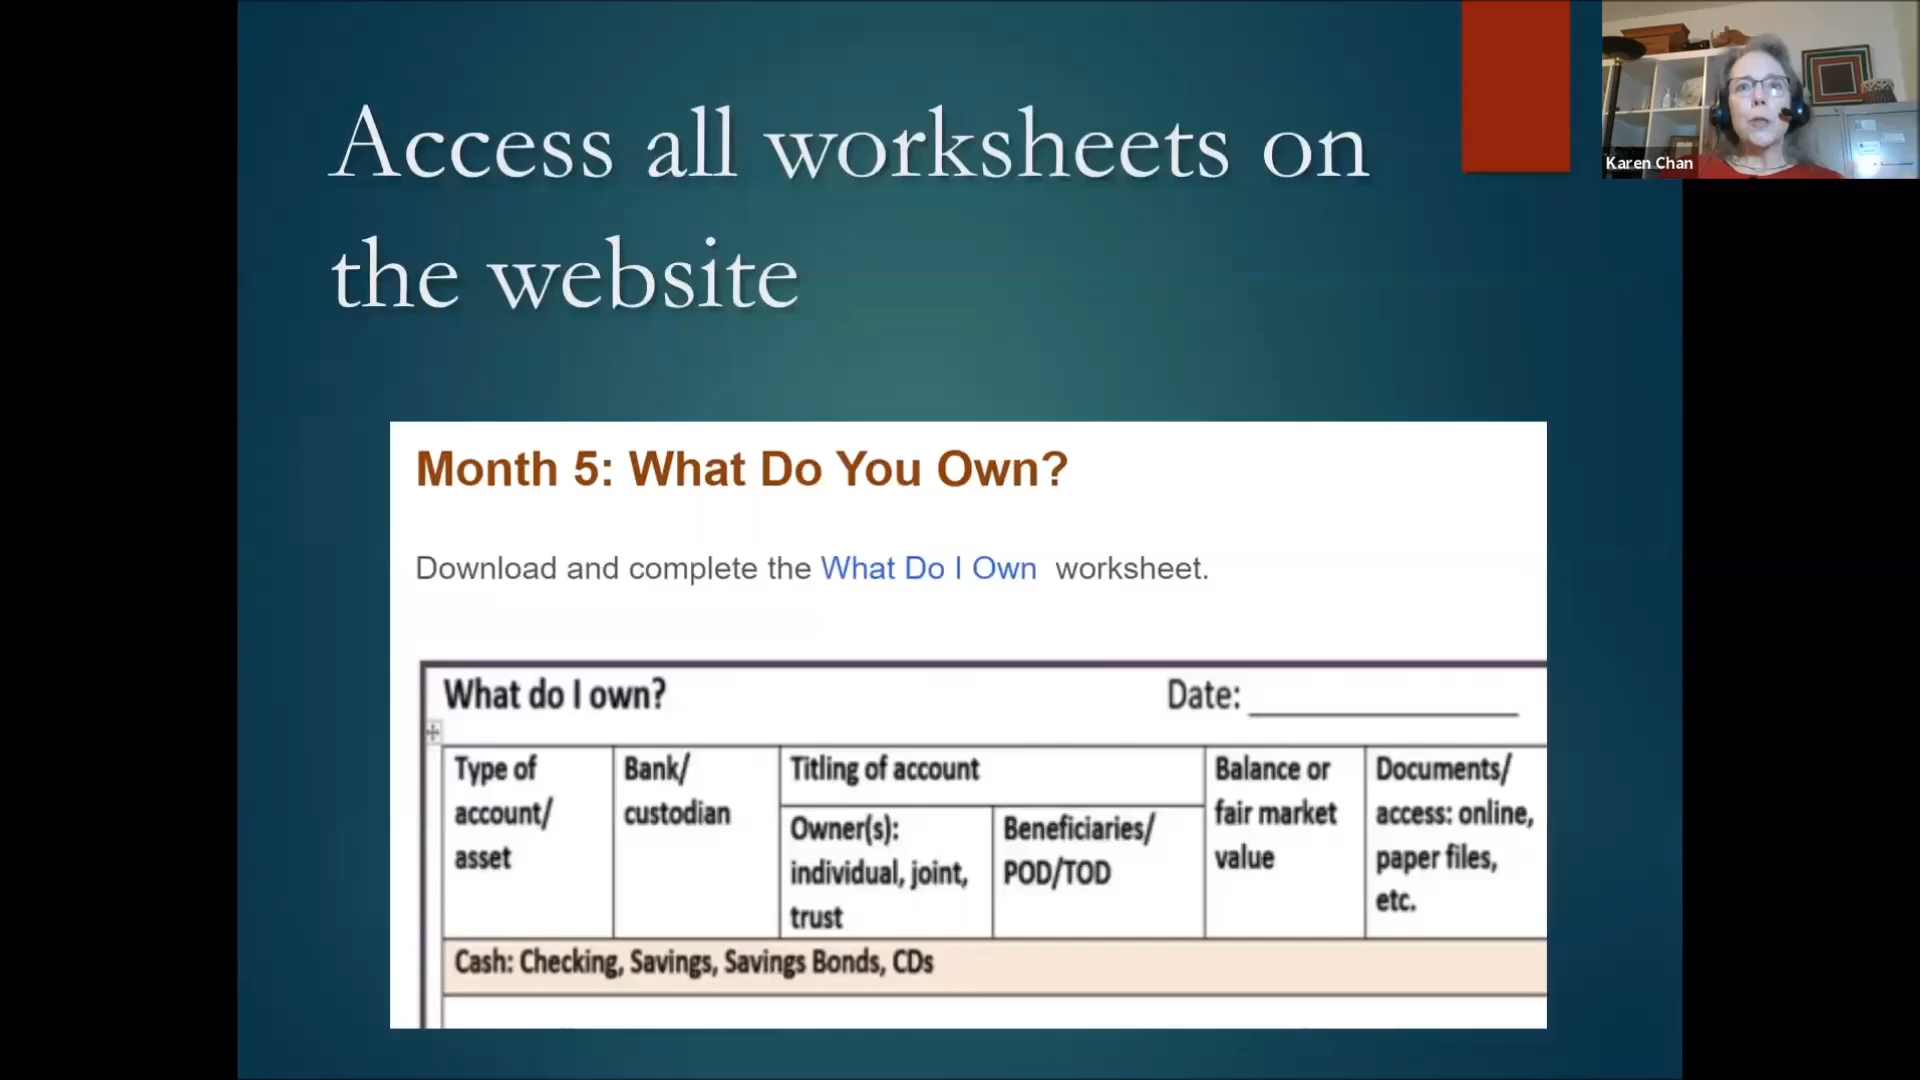 Access all worksheets on
the website
Karen Chan
Month 5: What Do You Own?
Download and complete the What Do I Own worksheet.
What do I own?
Date:
Type of
account/
asset
Bank/
custodian
Titling of account
Owner(s):
individual, joint,
trust
Beneficiaries/
POD/TOD
Balance or
fair market
value
Documents/
access: online,
paper files,
etc.
Cash: Checking, Savings, Savings Bonds, CDs